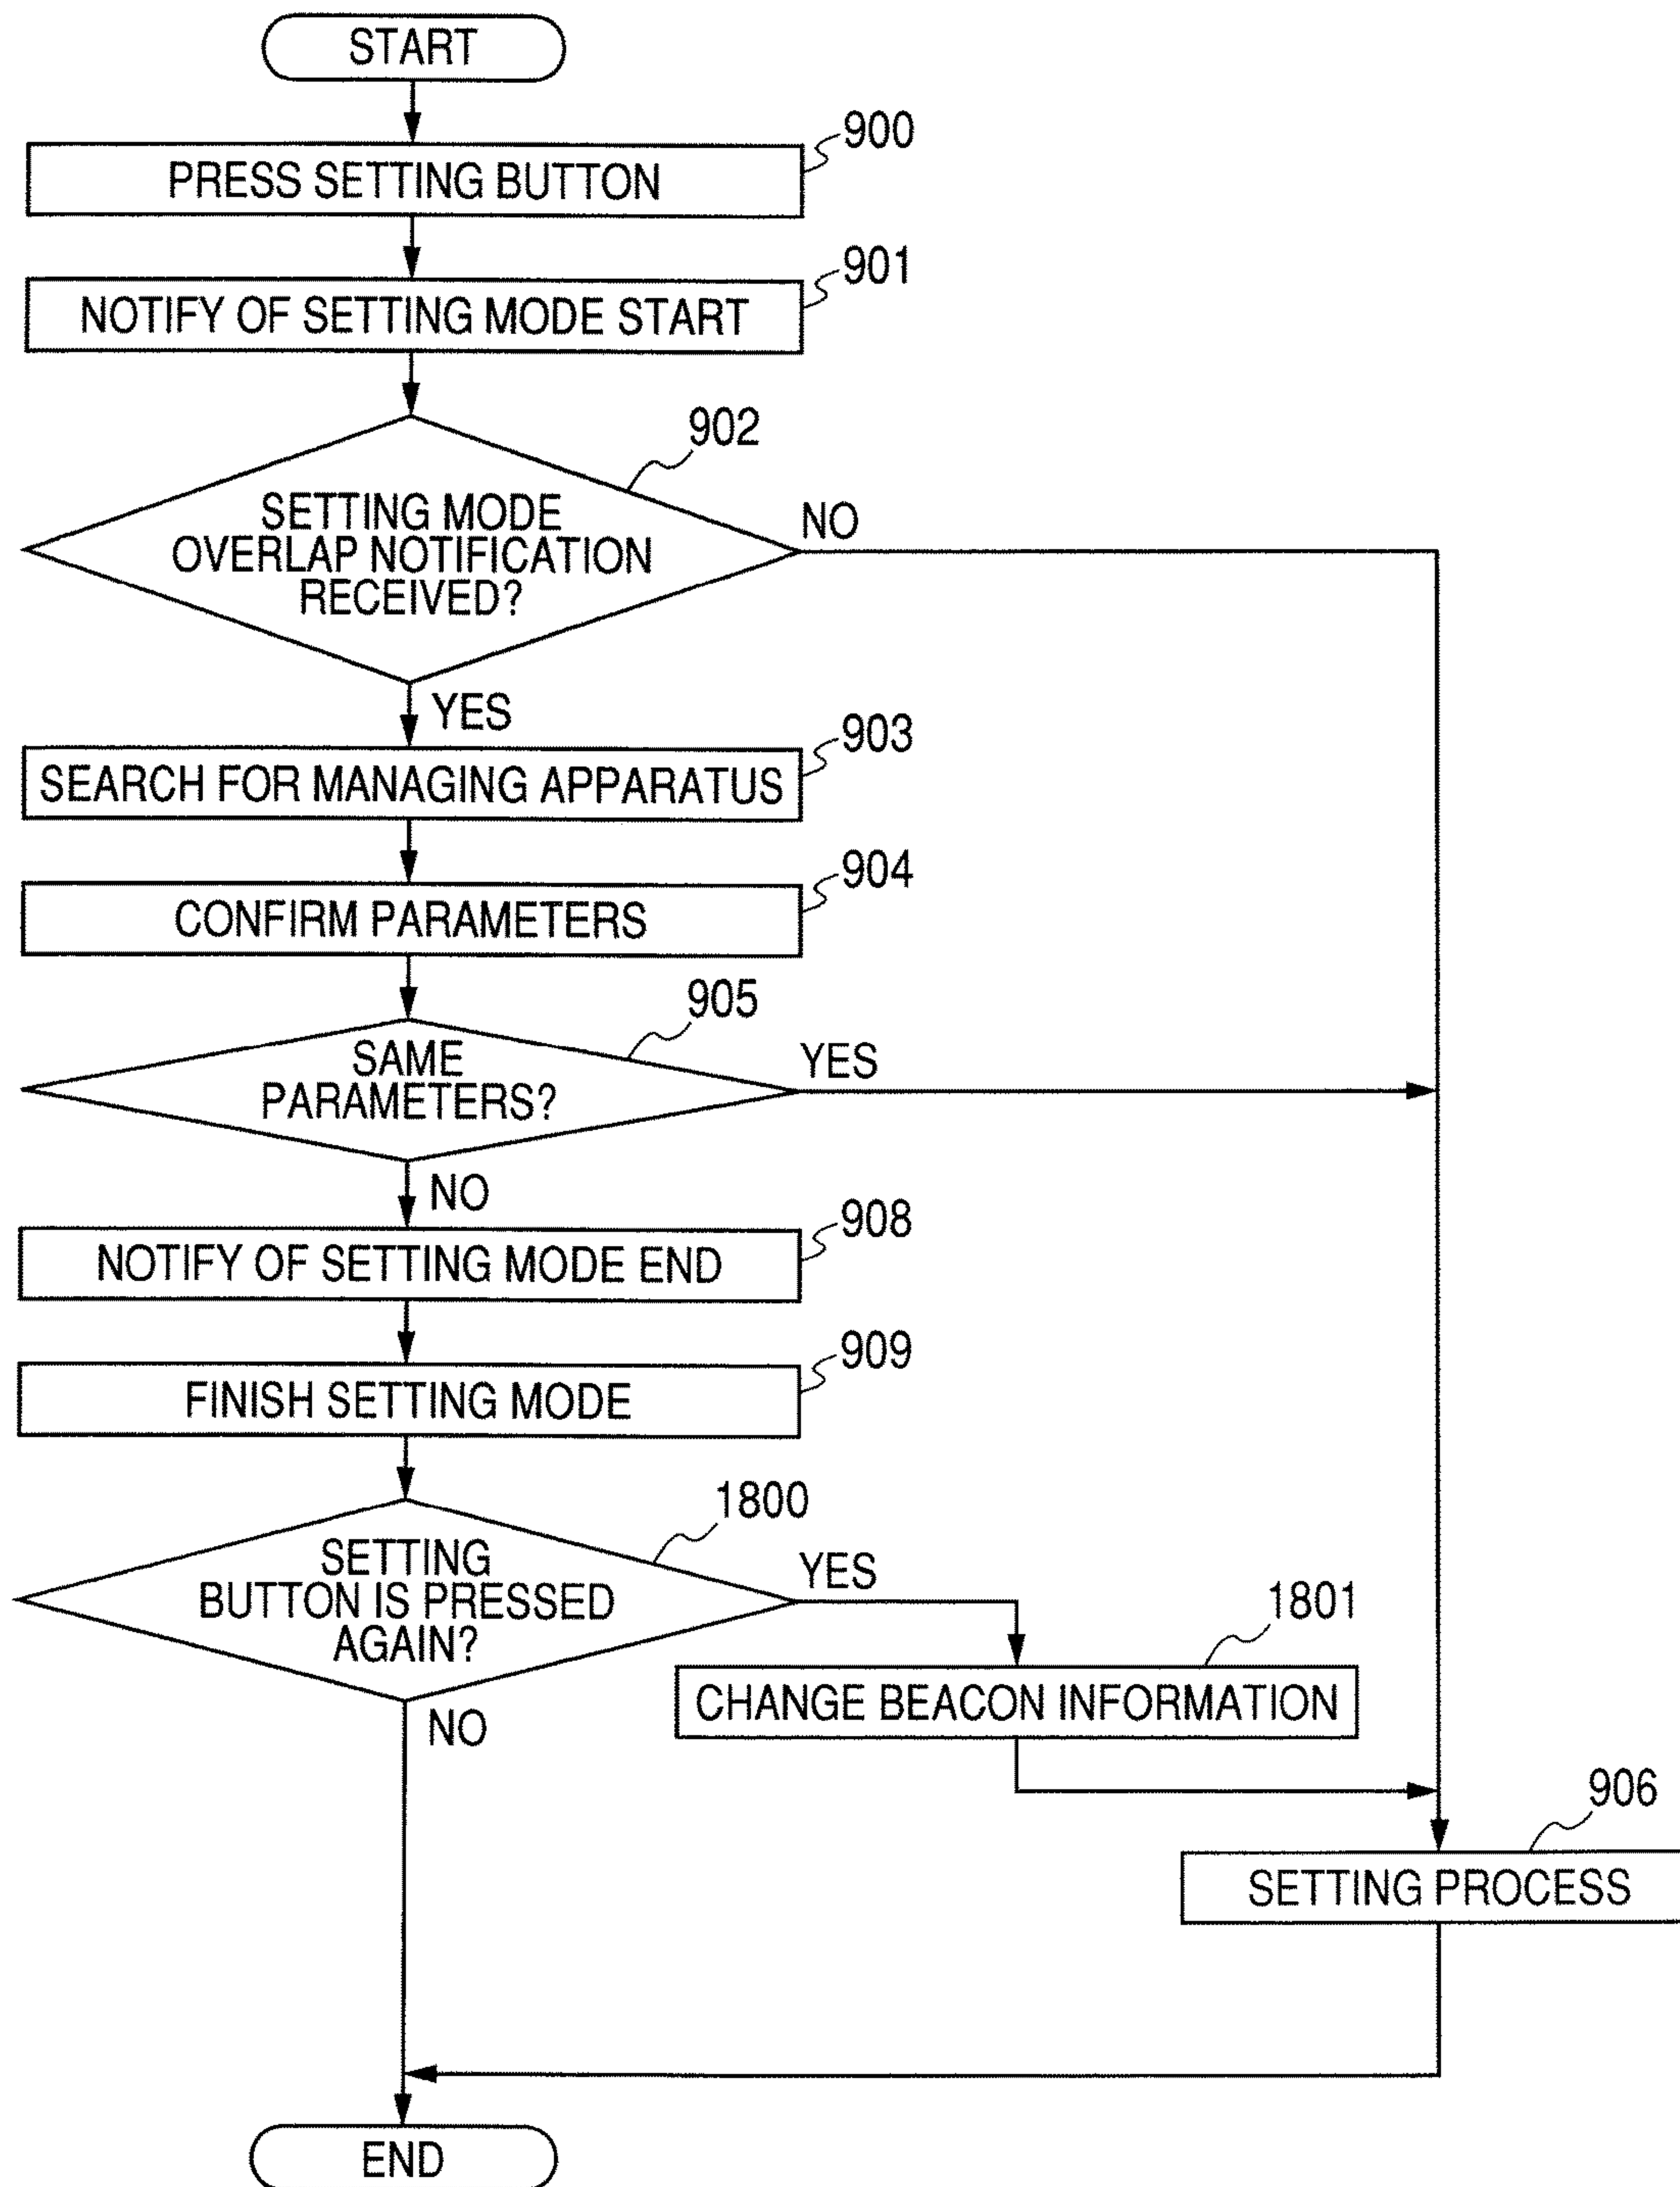 START
900
PRESS SETTING BUTTON
901
NOTIFY OF SETTING MODE START
902
SETTING MODE
OVERLAP NOTIFICATION
RECEIVED?
NO
YES
903
SEARCH FOR MANAGING APPARATUS
904
CONFIRM PARAMETERS
905
SAME
PARAMETERS?
YES
NO
908
NOTIFY OF SETTING MODE END
909
FINISH SETTING MODE
1800
SETTING
BUTTON IS PRESSED
AGAIN?
YES
1801
CHANGE BEACON INFORMATION
NO
906
SETTING PROCESS
END